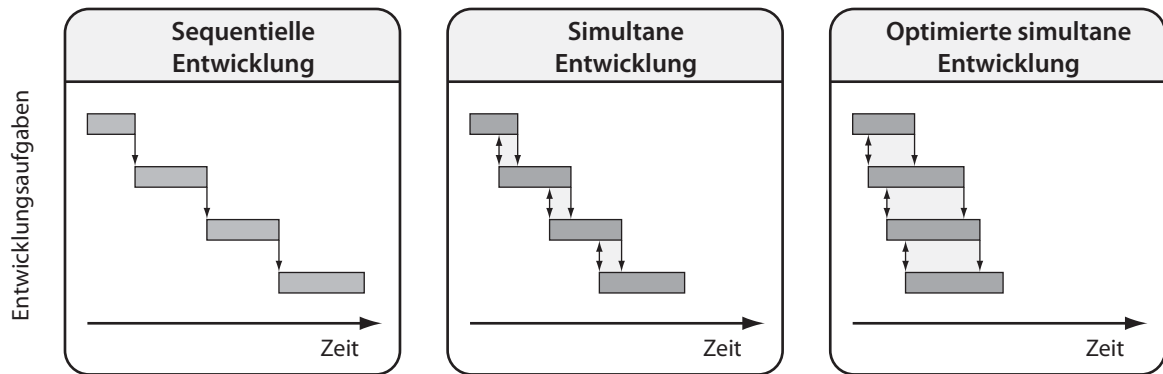 Sequentielle
Entwicklung
Simultane
Entwicklung
Optimierte simultane
Entwicklung
Entwicklungsaufgaben
Zeit
Zeit
Zeit